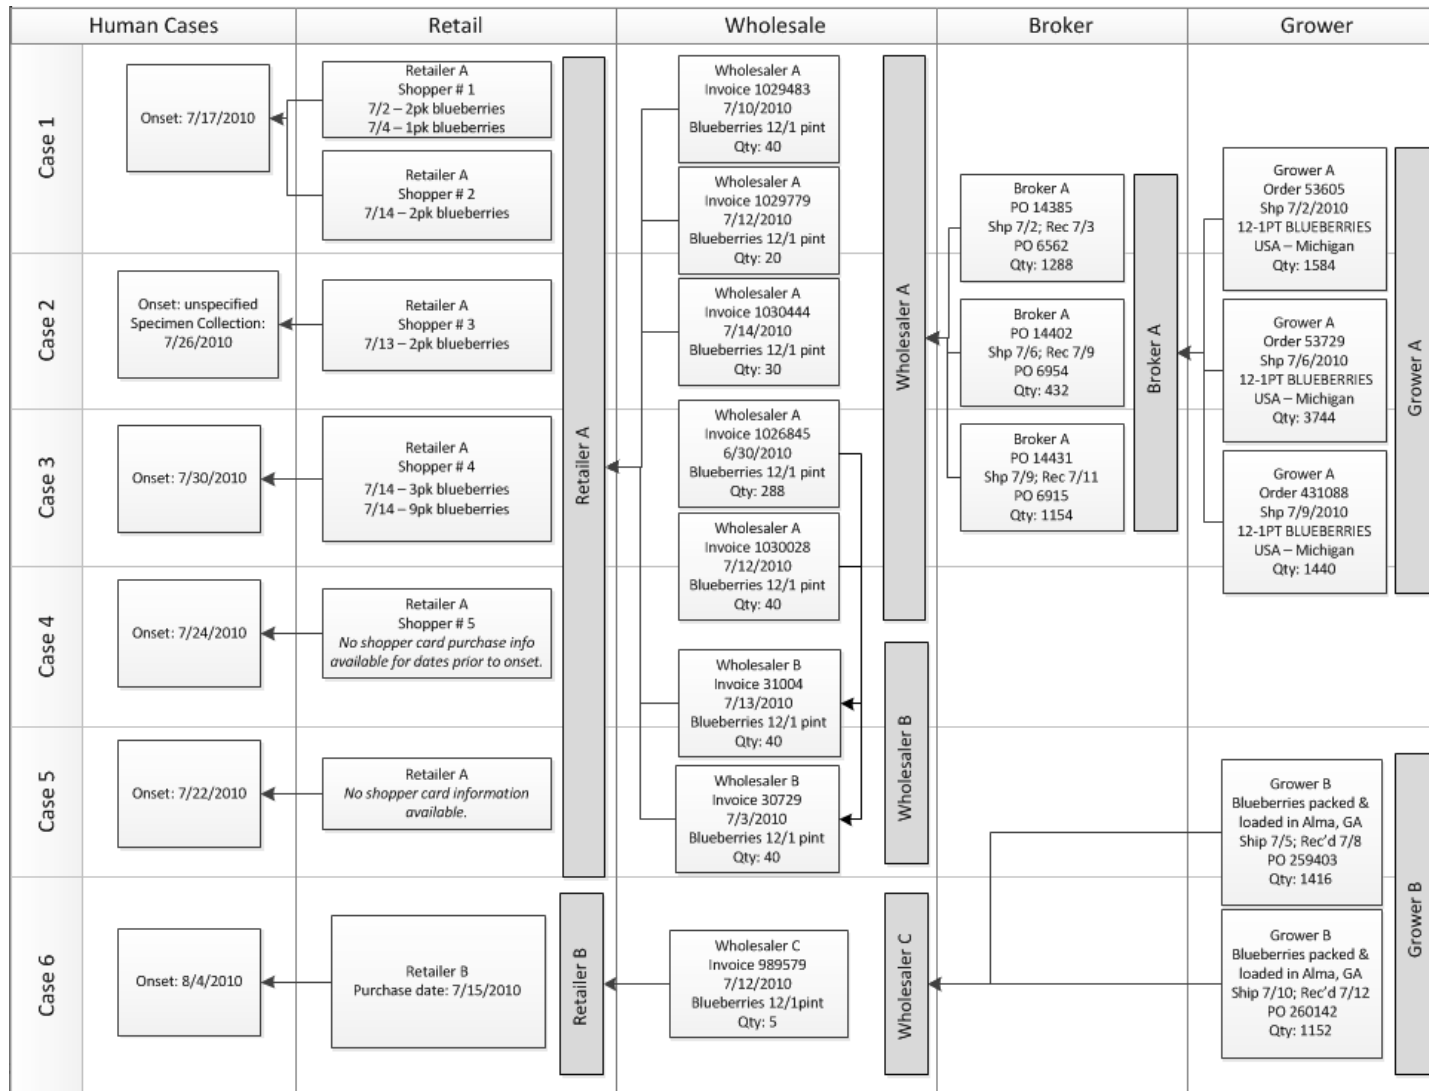 Human Cases
Retail
Wholesale
Broker
Grower
Case 1
Onset: 7/17/2010
Retailer A
Shopper # 1
7/2 – 2pk blueberries
7/4 – 1pk blueberries
Retailer A
Shopper # 2
7/14 – 2pk blueberries
Case 2
Onset: unspecified
Specimen Collection:
7/26/2010
Retailer A
Shopper # 3
7/13 – 2pk blueberries
Case 3
Onset: 7/30/2010
Retailer A
Shopper # 4
7/14 – 3pk blueberries
7/14 – 9pk blueberries
Case 4
Onset: 7/24/2010
Retailer A
Shopper # 5
No shopper card purchase info
available for dates prior to onset.
Case 5
Onset: 7/22/2010
Retailer A
No shopper card information
available.
Case 6
Onset: 8/4/2010
Retailer B
Purchase date: 7/15/2010
Retailer A
Retailer B
Wholesaler A
Invoice 1029483
7/10/2010
Blueberries 12/1 pint
Qty: 40
Wholesaler A
Invoice 1029779
7/12/2010
Blueberries 12/1 pint
Qty: 20
Wholesaler A
Invoice 1030444
7/14/2010
Blueberries 12/1 pint
Qty: 30
Wholesaler A
Invoice 1026845
6/30/2010
Blueberries 12/1 pint
Qty: 288
Wholesaler A
Invoice 1030028
7/12/2010
Blueberries 12/1 pint
Qty: 40
Wholesaler B
Invoice 31004
7/13/2010
Blueberries 12/1 pint
Qty: 40
Wholesaler B
Invoice 30729
7/3/2010
Blueberries 12/1 pint
Qty: 40
Wholesaler C
Invoice 989579
7/12/2010
Blueberries 12/1pint
Qty: 5
Wholesaler A
Wholesaler B
Wholesaler C
Broker A
PO 14385
Shp 7/2; Rec 7/3
PO 6562
Qty: 1288
Broker A
PO 14402
Shp 7/6; Rec 7/9
PO 6954
Qty: 432
Broker A
PO 14431
Shp 7/9; Rec 7/11
PO 6915
Qty: 1154
Broker A
Grower A
Order 53605
Shp 7/2/2010
12-1PT BLUEBERRIES
USA – Michigan
Qty: 1584
Grower A
Order 53729
Shp 7/6/2010
12-1PT BLUEBERRIES
USA – Michigan
Qty: 3744
Grower A
Order 431088
Shp 7/9/2010
12-1PT BLUEBERRIES
USA – Michigan
Qty: 1440
Grower A
Grower B
Blueberries packed &
loaded in Alma, GA
Ship 7/5; Rec'd 7/8
PO 259403
Qty: 1416
Grower B
Blueberries packed &
loaded in Alma, GA
Ship 7/10; Rec'd 7/12
PO 260142
Qty: 1152
Grower B